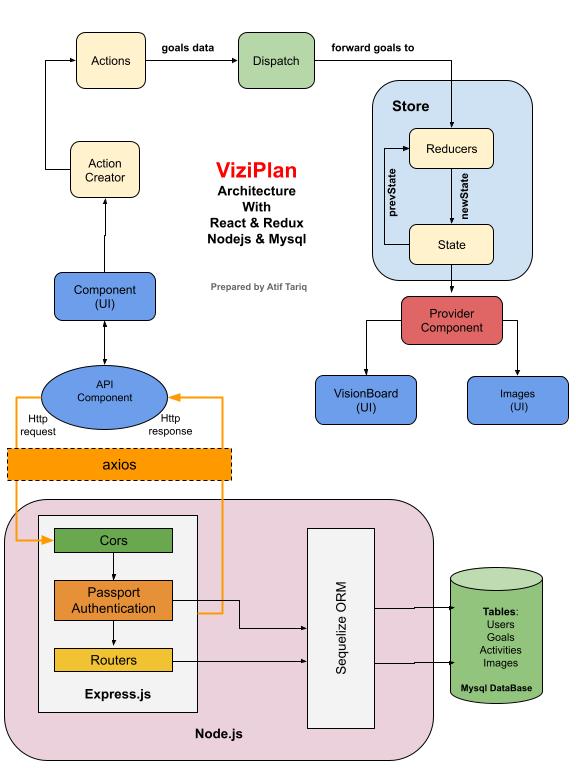 Actions
goals data
Dispatch
forward goals to
Store
Reducers
prevState
newState
State
Action
Creator
ViziPlan
Architecture
With
React & Redux
Nodejs & Mysql
Prepared by Atif Tariq
Component
(UI)
Provider
Component
VisionBoard
(UI)
Images
(UI)
API
Component
Http
request
Http
response
axios
Cors
Passport
Authentication
Routers
Express.js
Sequelize ORM
Node.js
Tables:
Users
Goals
Activities
Images
Mysql DataBase